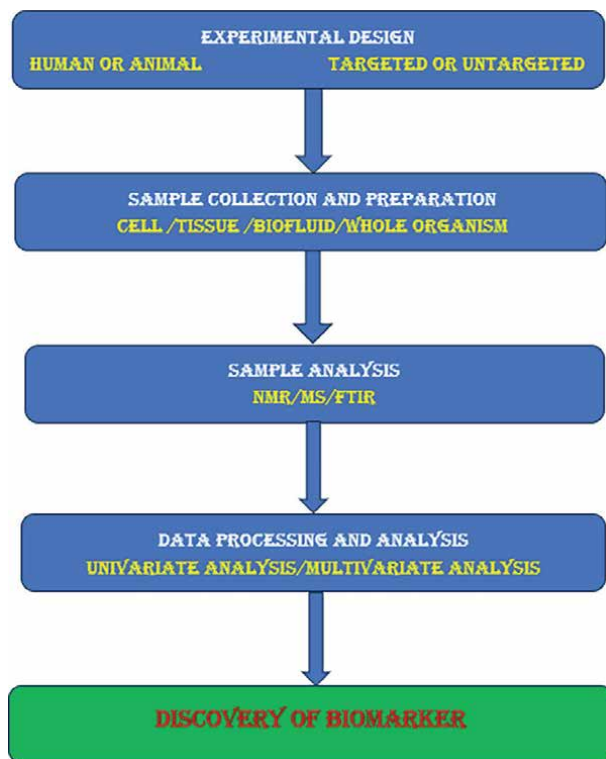 EXPERIMENTAL DESIGN
HUMAN OR ANIMAL TARGETED OR UNTARGETED
SAMPLE COLLECTION AND PREPARATION
CELL /TISSUE /BIOFLUID/WHOLE ORGANISM
SAMPLE ANALYSIS
NMR/MS/FTIR
DATA PROCESSING AND ANALYSIS
UNIVARIATE ANALYSIS/MULTIVARIATE ANALYSIS
DISCOVERY OF BIOMARKER